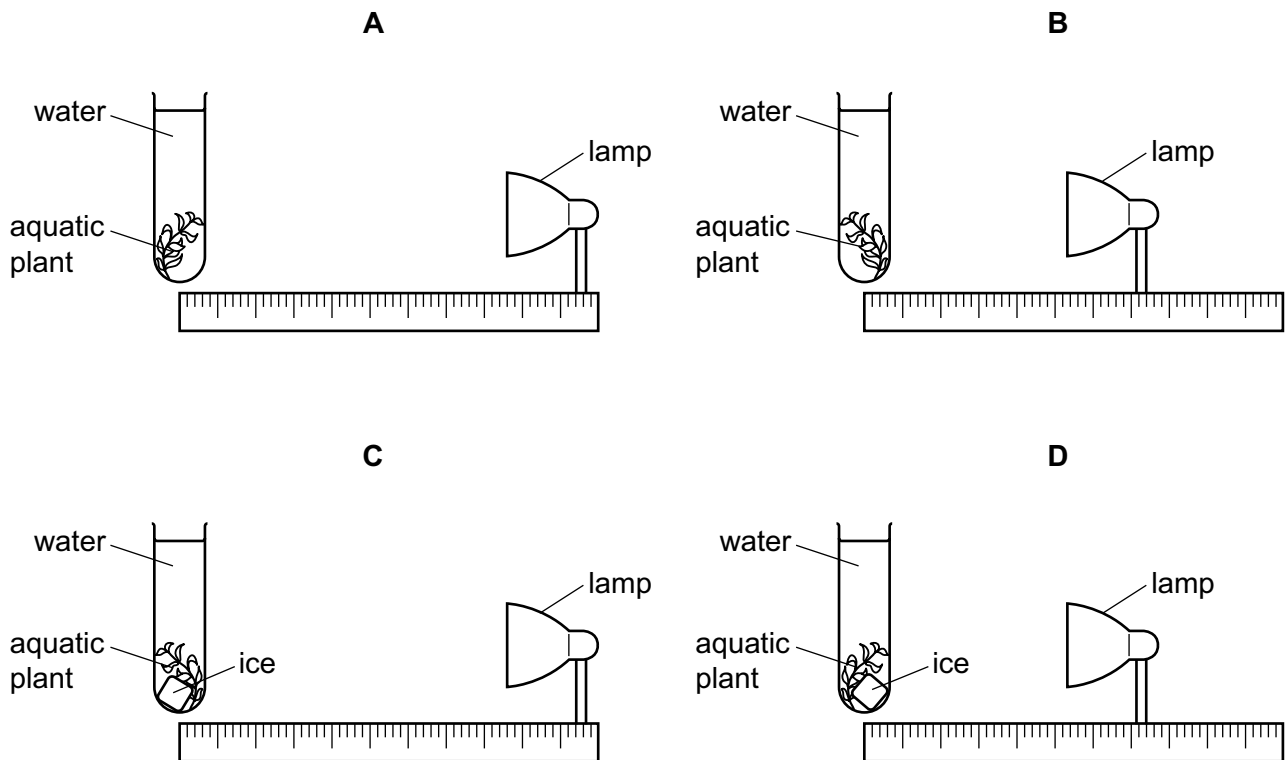 A
water
lamp
aquatic
plant
B
water
lamp
aquatic
plant
C
water
lamp
aquatic
plant
ice
D
water
lamp
aquatic
plant
ice